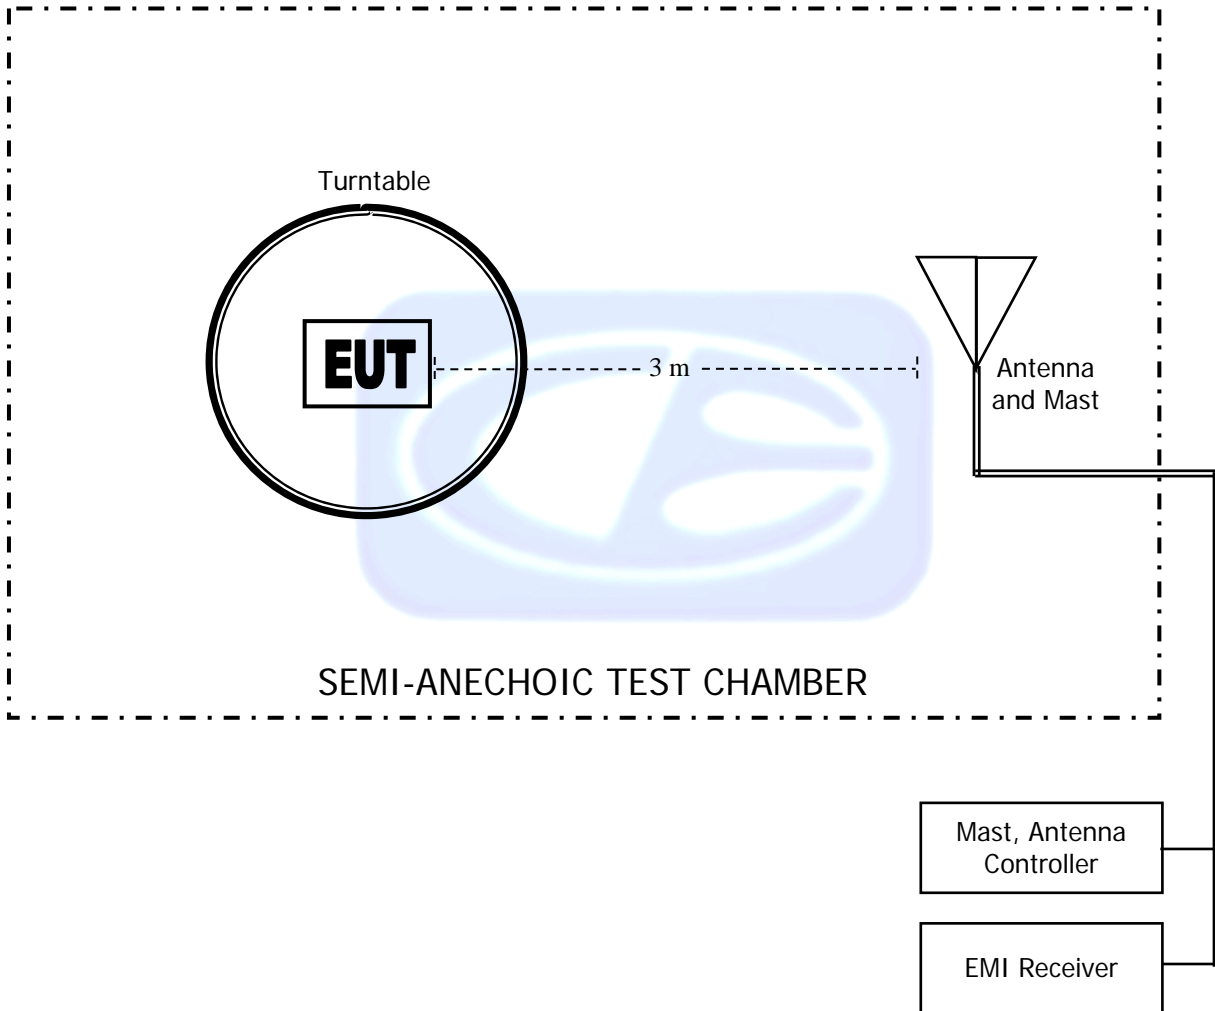 Turntable
EUT
3 m
Antenna
and Mast
SEMI-ANECHOIC TEST CHAMBER
Mast, Antenna
Controller
EMI Receiver